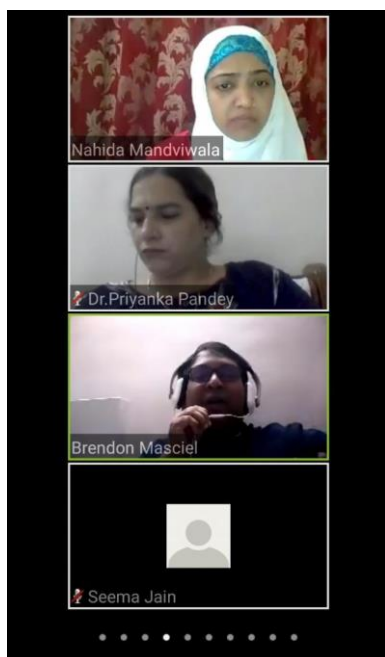 Nahida Mandviwala
Dr.Priyanka Pandey
Brendon Masciel
Seema Jain